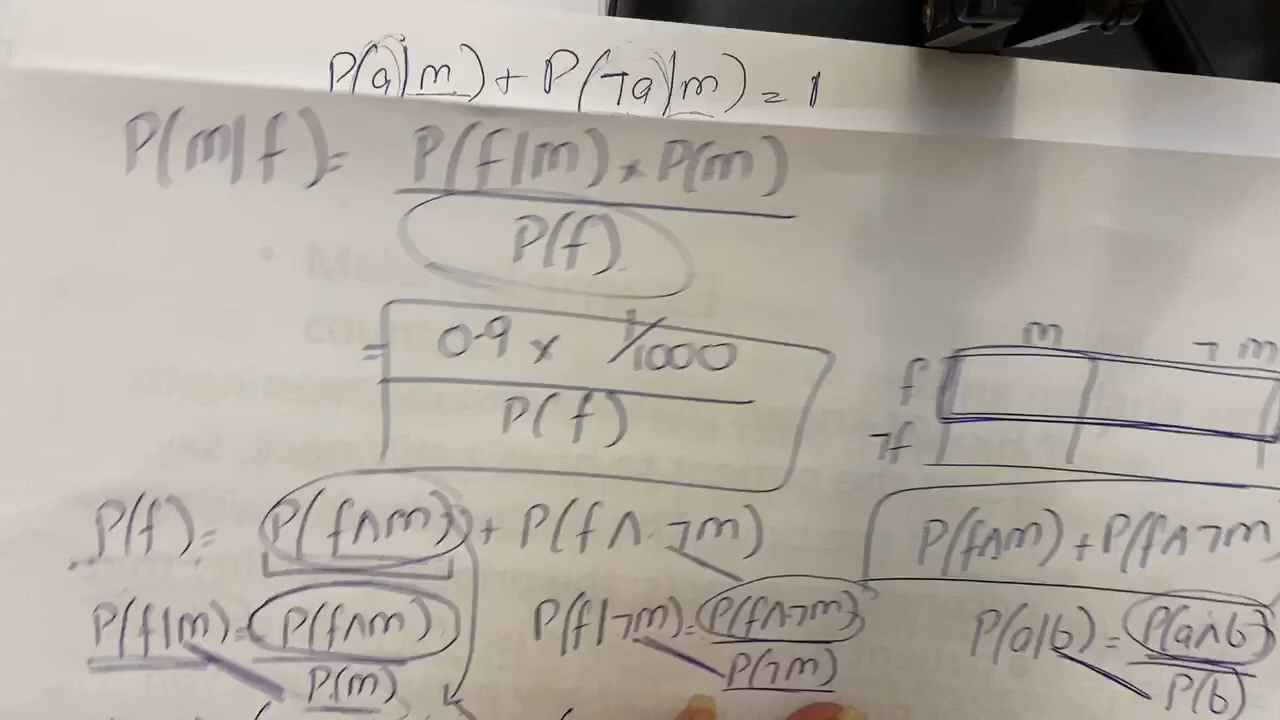 P(a|m) + P(¬a|m) = 1
P(m|f) = P(f|m) × P(m)
P(f)
= 0.9 × 1/1000
P(f)
m ¬m
f
¬f
P(f) = P(f∧m) + P(f∧¬m)
P(f∧m) + P(f∧¬m
P(f|m) = P(f∧m)
P(m)
P(f|¬m) = P(f∧¬m)
P(¬m)
P(a|b) = P(a∧b)
P(b)